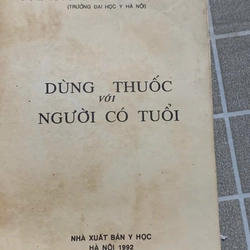 (TRƯỜNG ĐẠI HỌC Y HÀ NỘI)
DÙNG THUỐC
VỚI
NGƯỜI CÓ TUỔI
NHÀ XUẤT BẢN Y HỌC
HÀ NỘI 1992